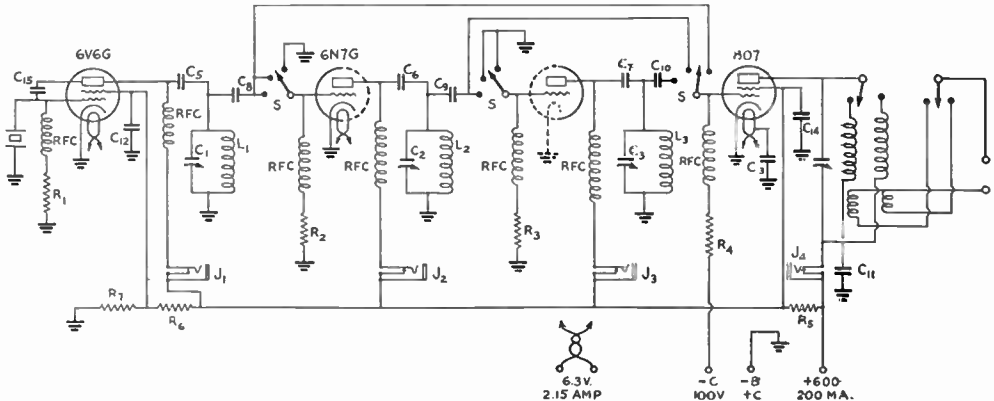 6V6G
6N7G
807
C15
C5
C8
C6
C9
C7
C10
S
S
S
RFC
C12
RFC
C1
L1
RFC
RFC
C2
L2
RFC
RFC
C3
L3
RFC
C3
C14
R1
R2
R3
R4
J1
J2
J3
J4
C11
R7
R6
R5
6.3V.
2.15 AMP
-C
100V
-B
+C
+600-
200 MA.